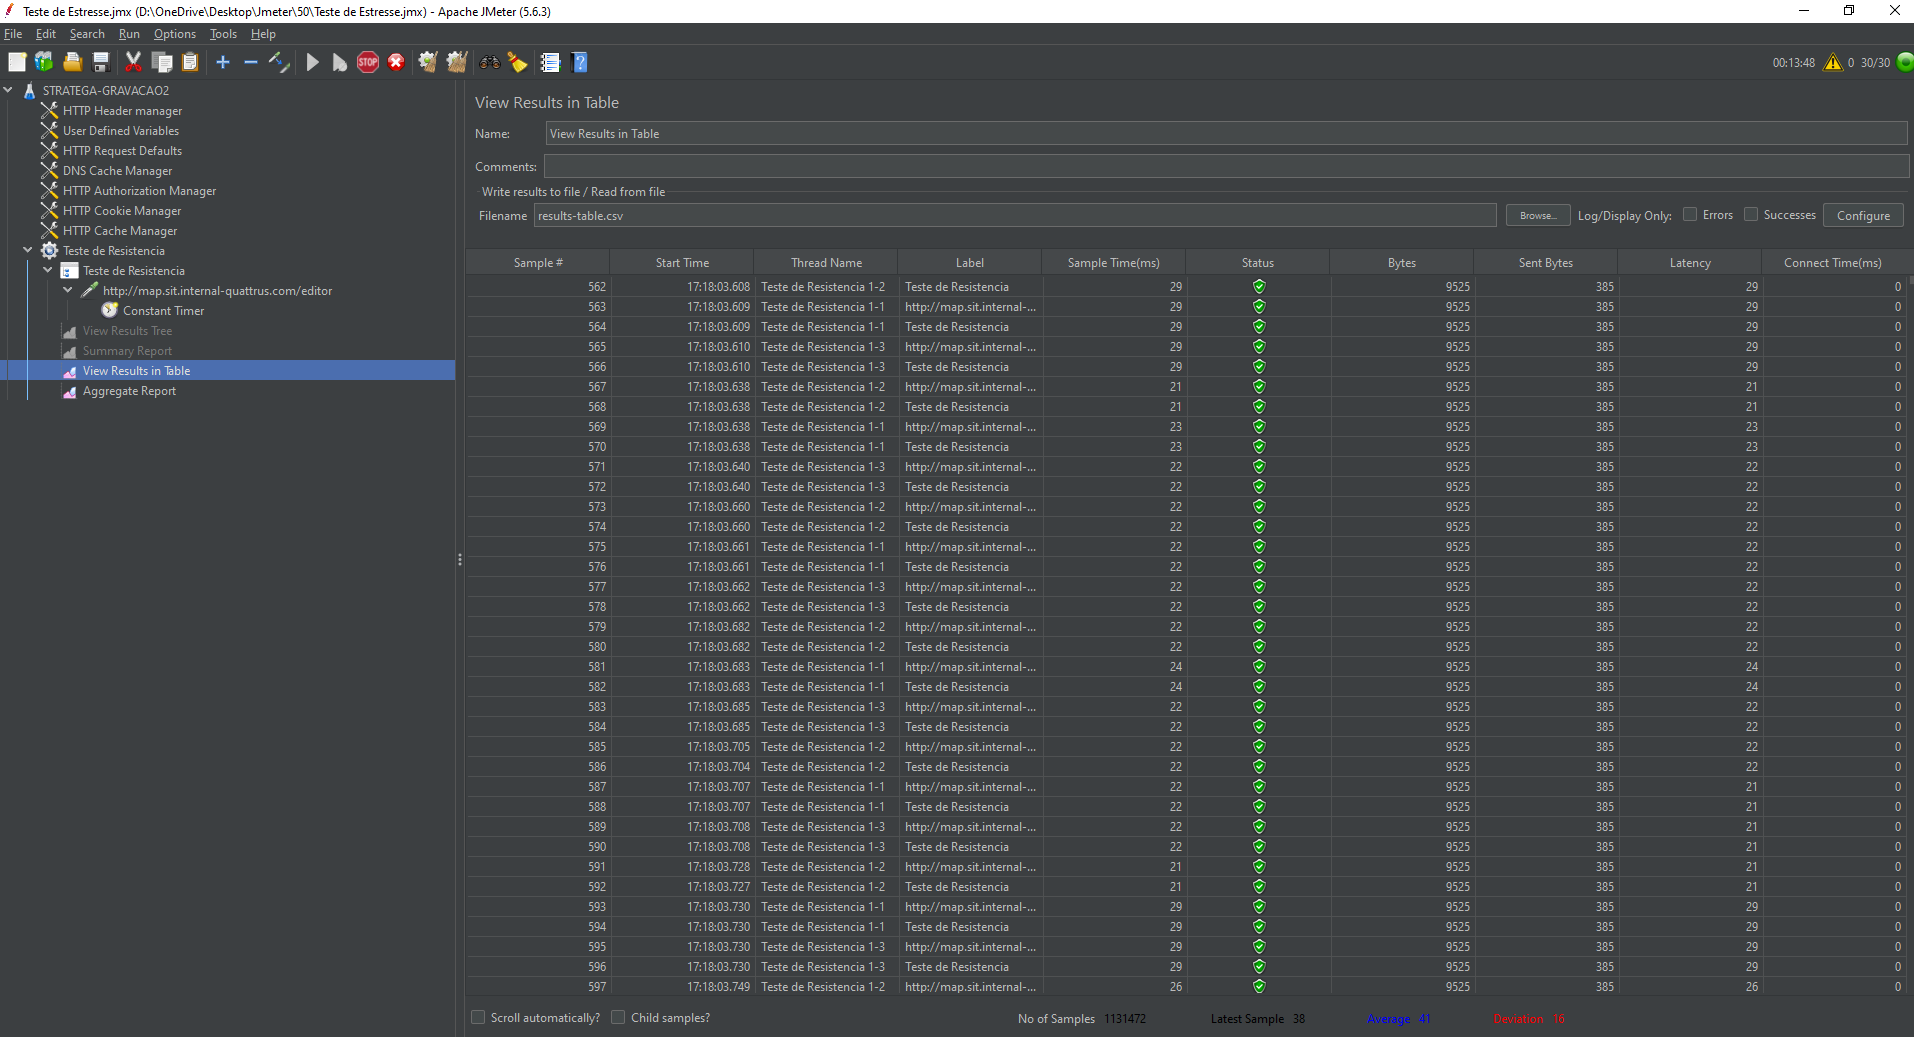 Teste de Estresse.jmx (D:\OneDrive\Desktop\Jmeter\50\Teste de Estresse.jmx) - Apache JMeter (5.6.3)
File Edit Search Run Options Tools Help
STOP
00:13:48 0 30/30
STRATEGA-GRAVACAO2
HTTP Header manager
User Defined Variables
HTTP Request Defaults
DNS Cache Manager
HTTP Authorization Manager
HTTP Cookie Manager
HTTP Cache Manager
Teste de Resistencia
Teste de Resistencia
http://map.sit.internal-quattrus.com/editor
Constant Timer
View Results Tree
Summary Report
View Results in Table
Aggregate Report
View Results in Table
Name: View Results in Table
Comments:
Write results to file / Read from file
Filename results-table.csv Browse... Log/Display Only: Errors Successes Configure
Sample # Start Time Thread Name Label Sample Time(ms) Status Bytes Sent Bytes Latency Connect Time(ms)
562 17:18:03.608 Teste de Resistencia 1-2 Teste de Resistencia 29 9525 385 29 0
563 17:18:03.609 Teste de Resistencia 1-1 http://map.sit.internal-... 29 9525 385 29 0
564 17:18:03.609 Teste de Resistencia 1-1 Teste de Resistencia 29 9525 385 29 0
565 17:18:03.610 Teste de Resistencia 1-3 http://map.sit.internal-... 29 9525 385 29 0
566 17:18:03.610 Teste de Resistencia 1-3 Teste de Resistencia 29 9525 385 29 0
567 17:18:03.638 Teste de Resistencia 1-2 http://map.sit.internal-... 21 9525 385 21 0
568 17:18:03.638 Teste de Resistencia 1-2 Teste de Resistencia 21 9525 385 21 0
569 17:18:03.638 Teste de Resistencia 1-1 http://map.sit.internal-... 23 9525 385 23 0
570 17:18:03.638 Teste de Resistencia 1-1 Teste de Resistencia 23 9525 385 23 0
571 17:18:03.640 Teste de Resistencia 1-3 http://map.sit.internal-... 22 9525 385 22 0
572 17:18:03.640 Teste de Resistencia 1-3 Teste de Resistencia 22 9525 385 22 0
573 17:18:03.660 Teste de Resistencia 1-2 http://map.sit.internal-... 22 9525 385 22 0
574 17:18:03.660 Teste de Resistencia 1-2 Teste de Resistencia 22 9525 385 22 0
575 17:18:03.661 Teste de Resistencia 1-1 http://map.sit.internal-... 22 9525 385 22 0
576 17:18:03.661 Teste de Resistencia 1-1 Teste de Resistencia 22 9525 385 22 0
577 17:18:03.662 Teste de Resistencia 1-3 http://map.sit.internal-... 22 9525 385 22 0
578 17:18:03.662 Teste de Resistencia 1-3 Teste de Resistencia 22 9525 385 22 0
579 17:18:03.682 Teste de Resistencia 1-2 http://map.sit.internal-... 22 9525 385 22 0
580 17:18:03.682 Teste de Resistencia 1-2 Teste de Resistencia 22 9525 385 22 0
581 17:18:03.683 Teste de Resistencia 1-1 http://map.sit.internal-... 24 9525 385 24 0
582 17:18:03.683 Teste de Resistencia 1-1 Teste de Resistencia 24 9525 385 24 0
583 17:18:03.685 Teste de Resistencia 1-3 http://map.sit.internal-... 22 9525 385 22 0
584 17:18:03.685 Teste de Resistencia 1-3 Teste de Resistencia 22 9525 385 22 0
585 17:18:03.705 Teste de Resistencia 1-2 http://map.sit.internal-... 22 9525 385 22 0
586 17:18:03.704 Teste de Resistencia 1-2 Teste de Resistencia 22 9525 385 22 0
587 17:18:03.707 Teste de Resistencia 1-1 http://map.sit.internal-... 22 9525 385 21 0
588 17:18:03.707 Teste de Resistencia 1-1 Teste de Resistencia 22 9525 385 21 0
589 17:18:03.708 Teste de Resistencia 1-3 http://map.sit.internal-... 22 9525 385 21 0
590 17:18:03.708 Teste de Resistencia 1-3 Teste de Resistencia 22 9525 385 21 0
591 17:18:03.728 Teste de Resistencia 1-2 http://map.sit.internal-... 21 9525 385 21 0
592 17:18:03.727 Teste de Resistencia 1-2 Teste de Resistencia 21 9525 385 21 0
593 17:18:03.730 Teste de Resistencia 1-1 http://map.sit.internal-... 29 9525 385 29 0
594 17:18:03.730 Teste de Resistencia 1-1 Teste de Resistencia 29 9525 385 29 0
595 17:18:03.730 Teste de Resistencia 1-3 http://map.sit.internal-... 29 9525 385 29 0
596 17:18:03.730 Teste de Resistencia 1-3 Teste de Resistencia 29 9525 385 29 0
597 17:18:03.749 Teste de Resistencia 1-2 http://map.sit.internal-... 26 9525 385 26 0
Scroll automatically? Child samples? No of Samples 1131472 Latest Sample 38 Average 41 Deviation 16